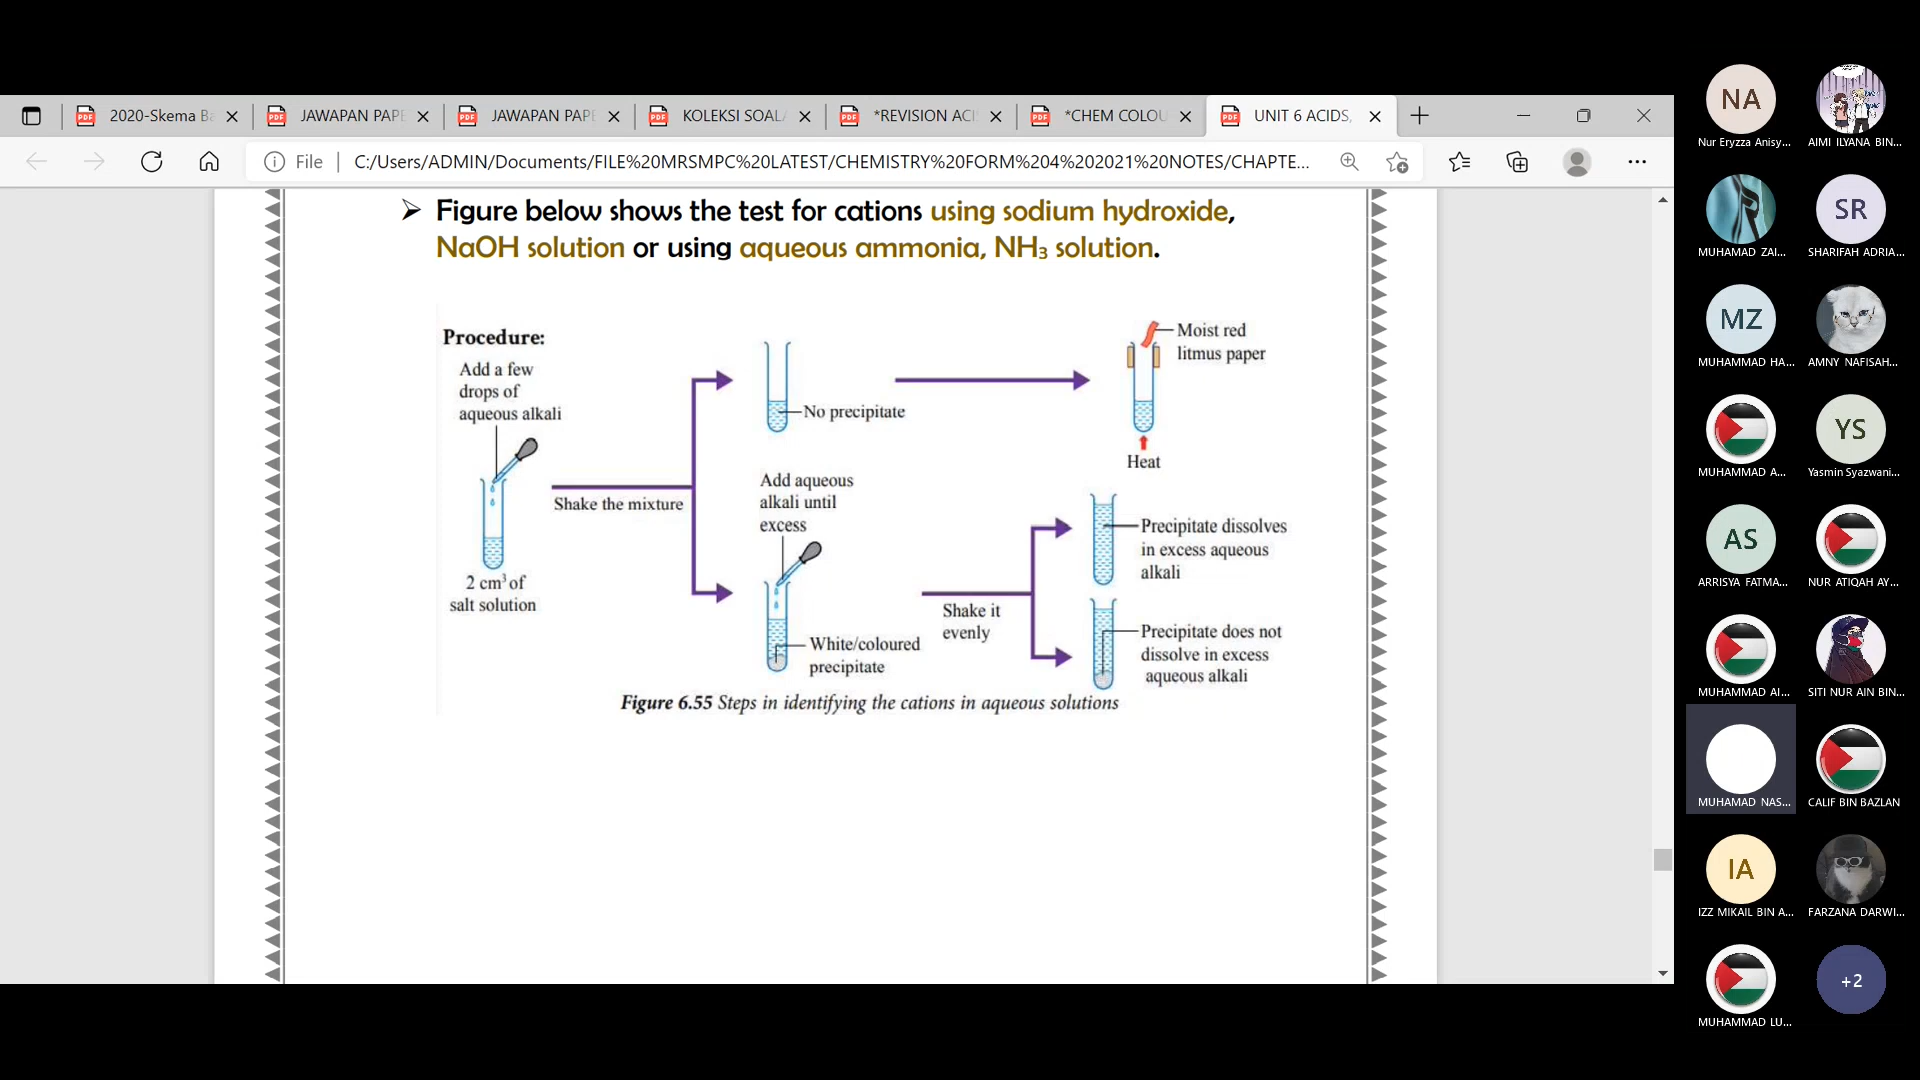 2020-Skema Ba
JAWAPAN PAPE
JAWAPAN PAPE
KOLEKSI SOALA
*REVISION ACI
*CHEM COLOU
UNIT 6 ACIDS,
File
C:/Users/ADMIN/Documents/FILE%20MRSMPC%20LATEST/CHEMISTRY%20FORM%204%202021%20NOTES/CHAPTE...
Figure below shows the test for cations using sodium hydroxide,
NaOH solution or using aqueous ammonia, NH₃ solution.
Procedure:
Add a few
drops of
aqueous alkali
2 cm³ of
salt solution
Shake the mixture
No precipitate
Moist red
litmus paper
Heat
Add aqueous
alkali until
excess
White/coloured
precipitate
Shake it
evenly
Precipitate dissolves
in excess aqueous
alkali
Precipitate does not
dissolve in excess
aqueous alkali
Figure 6.55 Steps in identifying the cations in aqueous solutions
NA
Nur Eryzza Anisy...
AIMI ILYANA BIN...
MUHAMAD ZAI...
SR
SHARIFAH ADRIA...
MZ
MUHAMMAD HA...
AMNY NAFISAH...
MUHAMMAD A...
YS
Yasmin Syazwani...
AS
ARRISYA FATMA...
NUR ATIQAH AY...
MUHAMMAD AI...
SITI NUR AIN BIN...
MUHAMAD NAS...
CALIF BIN BAZLAN
IA
IZZ MIKAIL BIN A...
FARZANA DARWI...
MUHAMMAD LU...
+2